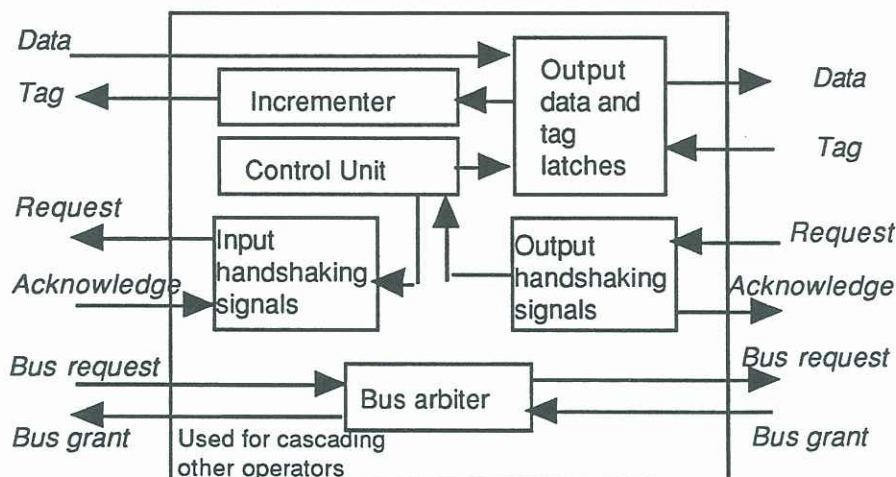 Data
Tag
Incrementer
Output
data and
tag
latches
Data
Tag
Control Unit
Request
Acknowledge
Input
handshaking
signals
Output
handshaking
signals
Request
Acknowledge
Bus request
Bus grant
Bus arbiter
Bus request
Bus grant
Used for cascading
other operators